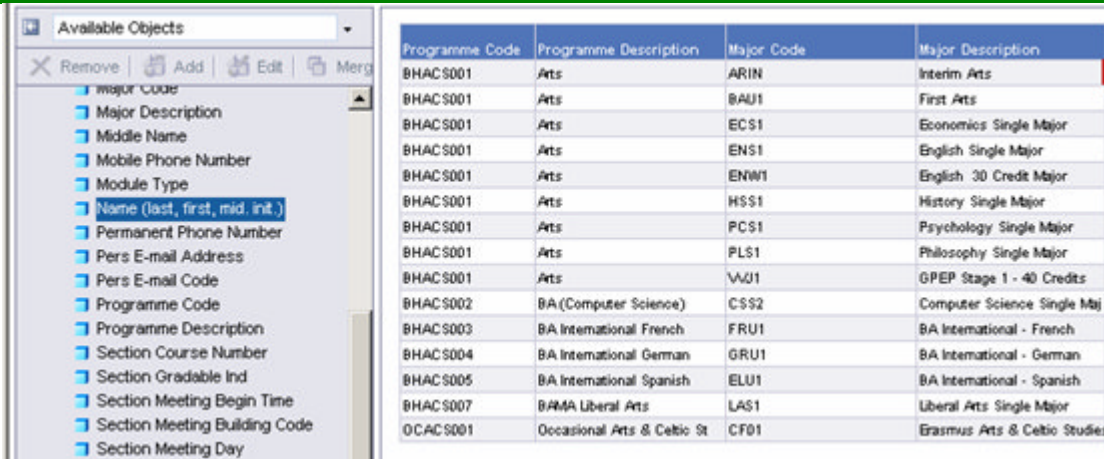 Available Objects
Remove | Add | Edit | Merg
Major Code
Major Description
Middle Name
Mobile Phone Number
Module Type
Name (last, first, mid. init.)
Permanent Phone Number
Pers E-mail Address
Pers E-mail Code
Programme Code
Programme Description
Section Course Number
Section Gradable Ind
Section Meeting Begin Time
Section Meeting Building Code
Section Meeting Day
Programme Code Programme Description Major Code Major Description
BHACS001 Arts ARIN Interim Arts
BHACS001 Arts BAU1 First Arts
BHACS001 Arts ECS1 Economics Single Major
BHACS001 Arts ENS1 English Single Major
BHACS001 Arts ENW1 English 30 Credit Major
BHACS001 Arts HSS1 History Single Major
BHACS001 Arts PCS1 Psychology Single Major
BHACS001 Arts PLS1 Philosophy Single Major
BHACS001 Arts GPEP Stage 1 - 40 Credits
BHACS002 BA (Computer Science) CSS2 Computer Science Single Maj
BHACS003 BA International French FRU1 BA International - French
BHACS004 BA International German GRU1 BA International - German
BHACS005 BA International Spanish ELU1 BA International - Spanish
BHACS007 BAMA Liberal Arts LAS1 Liberal Arts Single Major
OCACS001 Occasional Arts & Celtic St CF01 Erasmus Arts & Celtic Studies